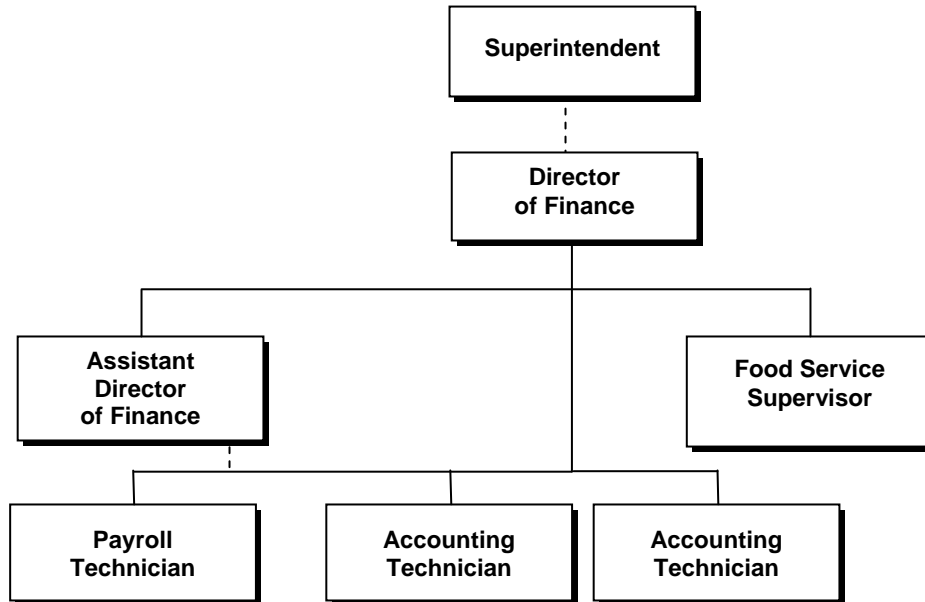 Superintendent
Director
of Finance
Assistant
Director
of Finance
Food Service
Supervisor
Payroll
Technician
Accounting
Technician
Accounting
Technician